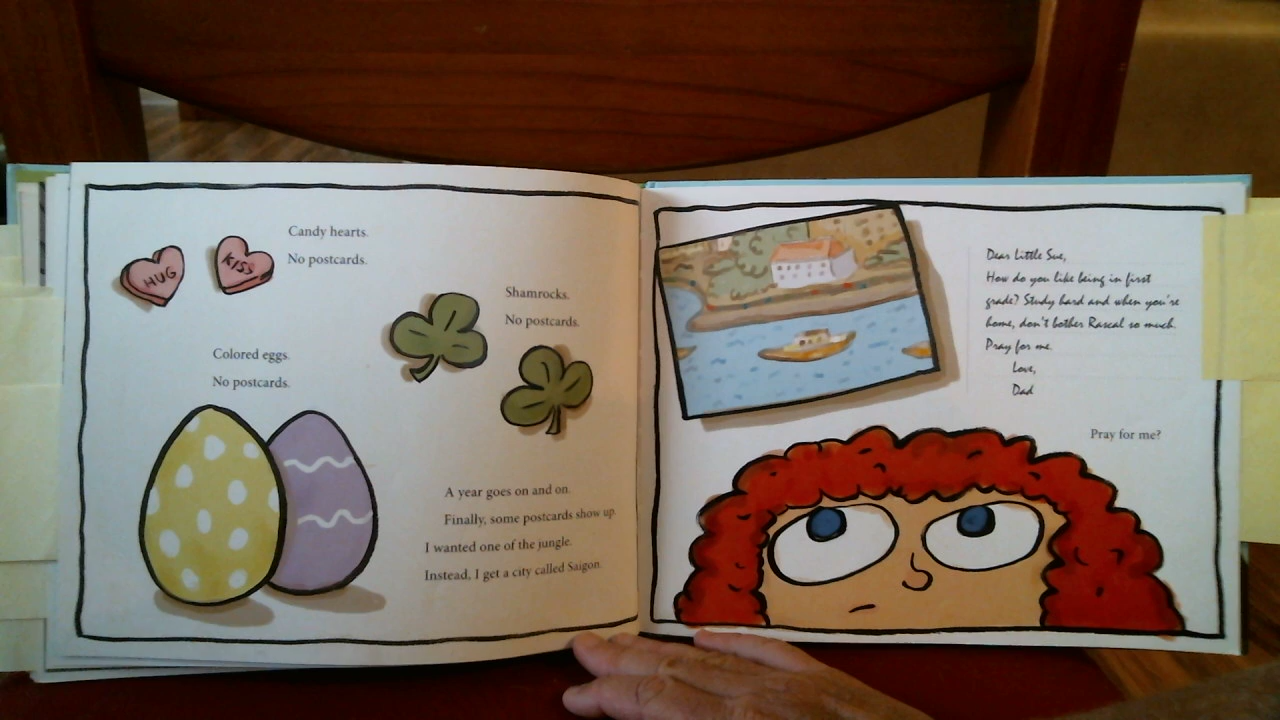 HUG
KISS
Candy hearts.
No postcards.
Shamrocks.
No postcards.
Colored eggs.
No postcards.
A year goes on and on.
Finally, some postcards show up.
I wanted one of the jungle.
Instead, I get a city called Saigon.
Dear Little Sue,
How do you like being in first
grade? Study hard and when you're
home, don't bother Rascal so much.
Pray for me.
Love,
Dad
Pray for me?